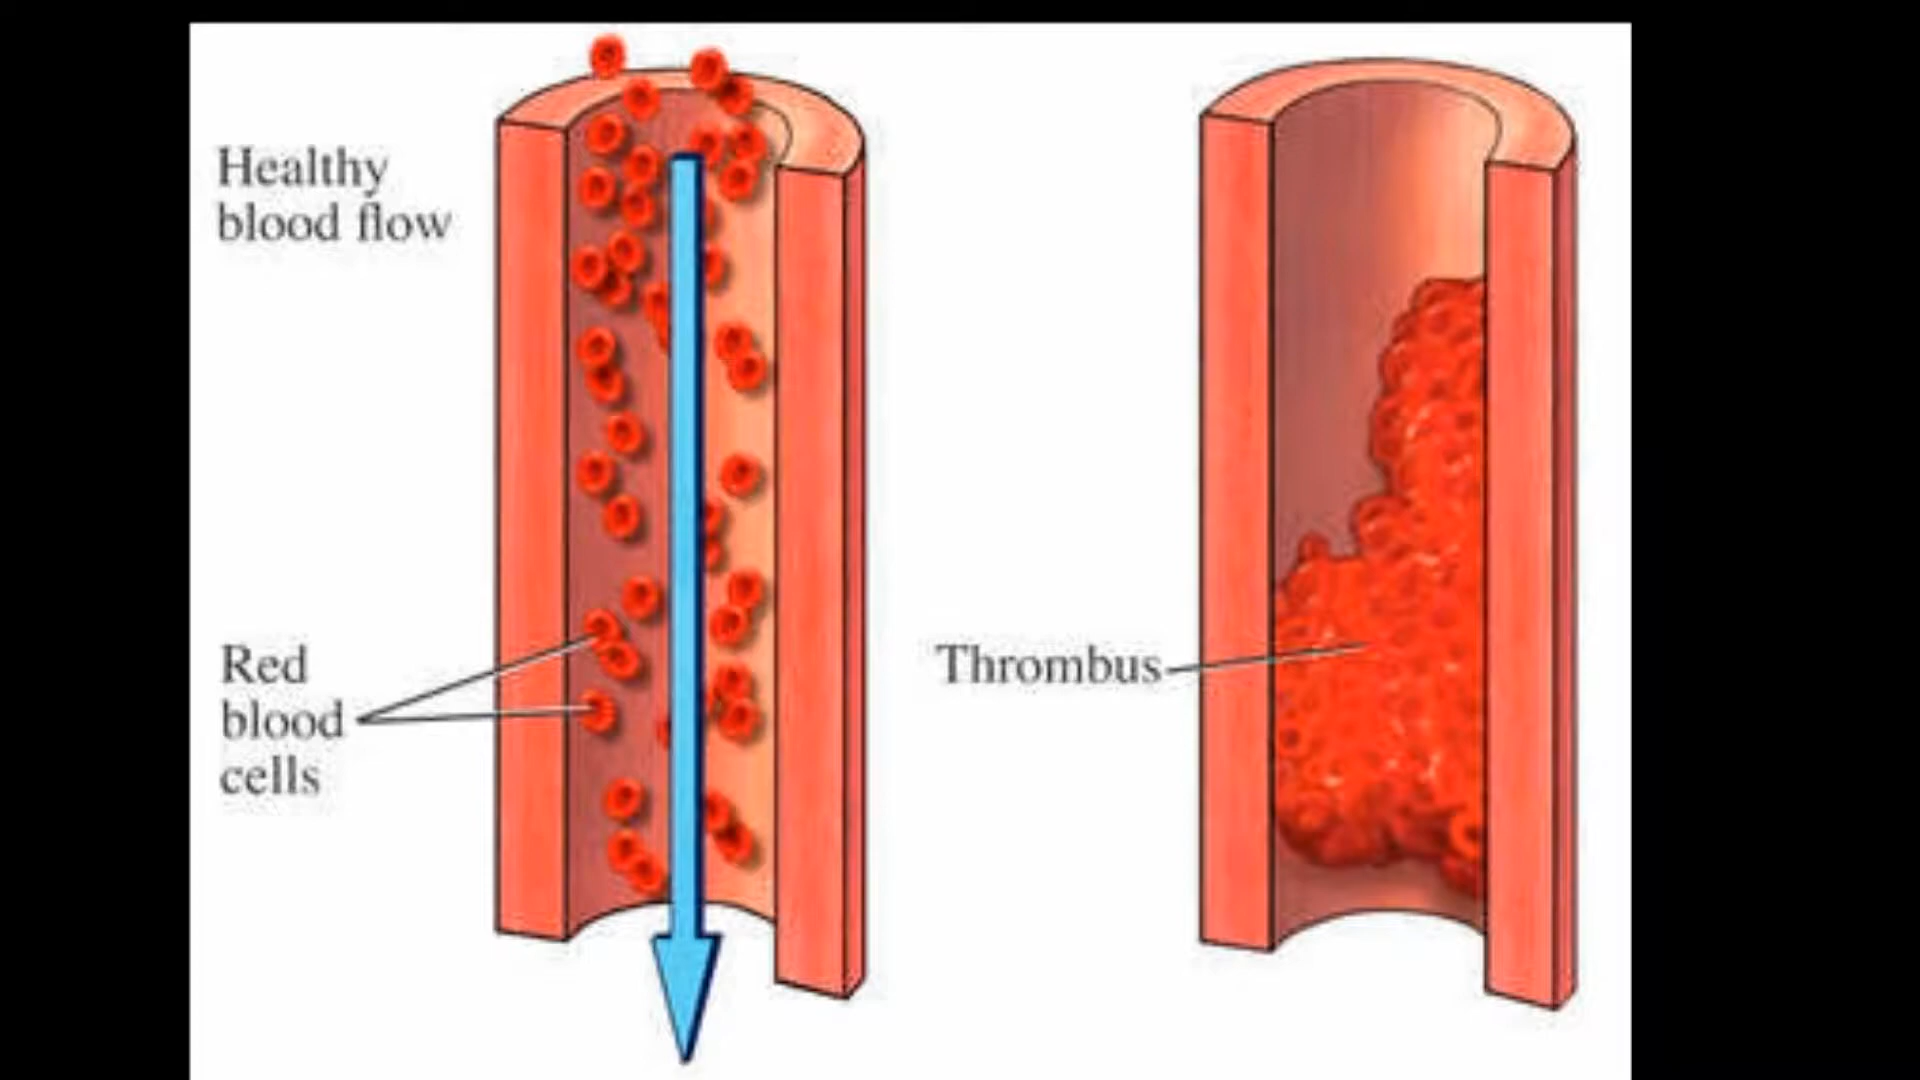 Healthy
blood flow
Red
blood
cells
Thrombus